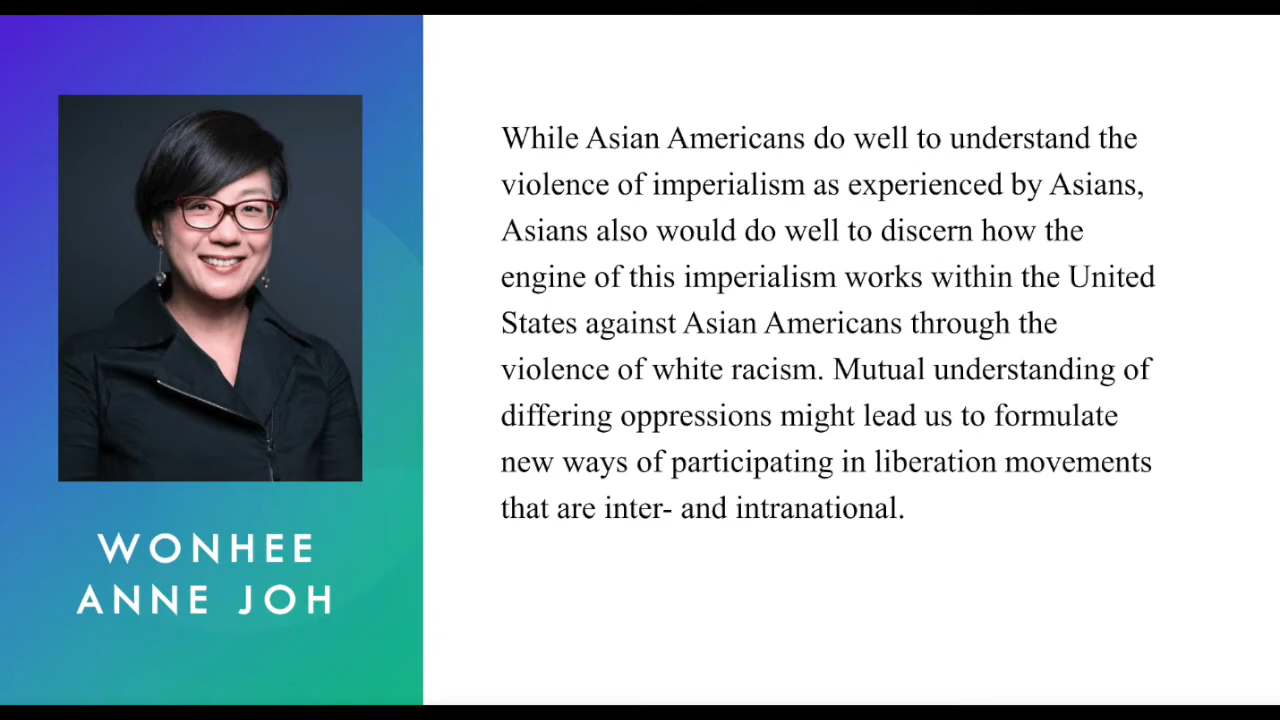 While Asian Americans do well to understand the
violence of imperialism as experienced by Asians,
Asians also would do well to discern how the
engine of this imperialism works within the United
States against Asian Americans through the
violence of white racism. Mutual understanding of
differing oppressions might lead us to formulate
new ways of participating in liberation movements
that are inter- and intranational.
WONHEE
ANNE JOH